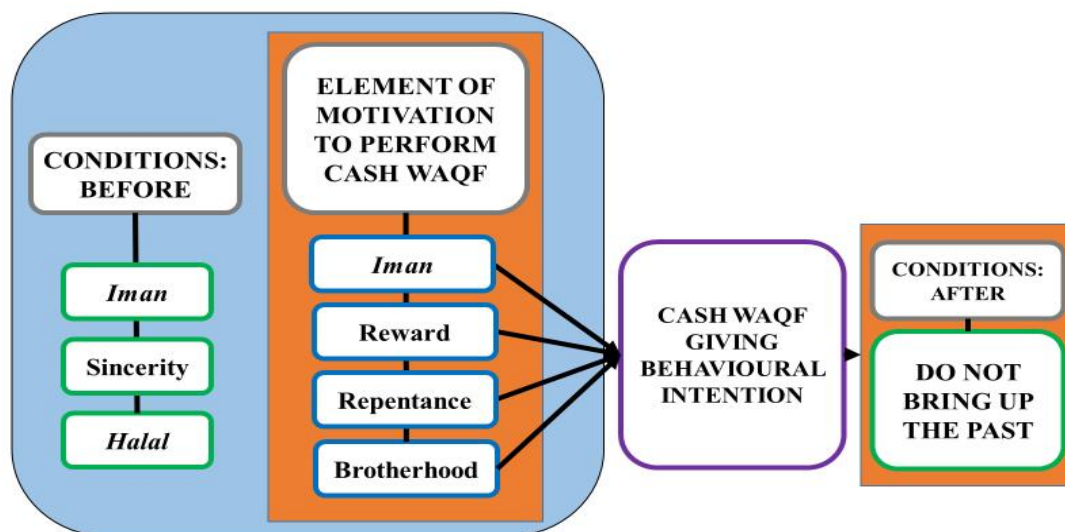 CONDITIONS:
BEFORE
Iman
Sincerity
Halal
ELEMENT OF
MOTIVATION
TO PERFORM
CASH WAQF
Iman
Reward
Repentance
Brotherhood
CASH WAQF
GIVING
BEHAVIOURAL
INTENTION
CONDITIONS:
AFTER
DO NOT
BRING UP
THE PAST